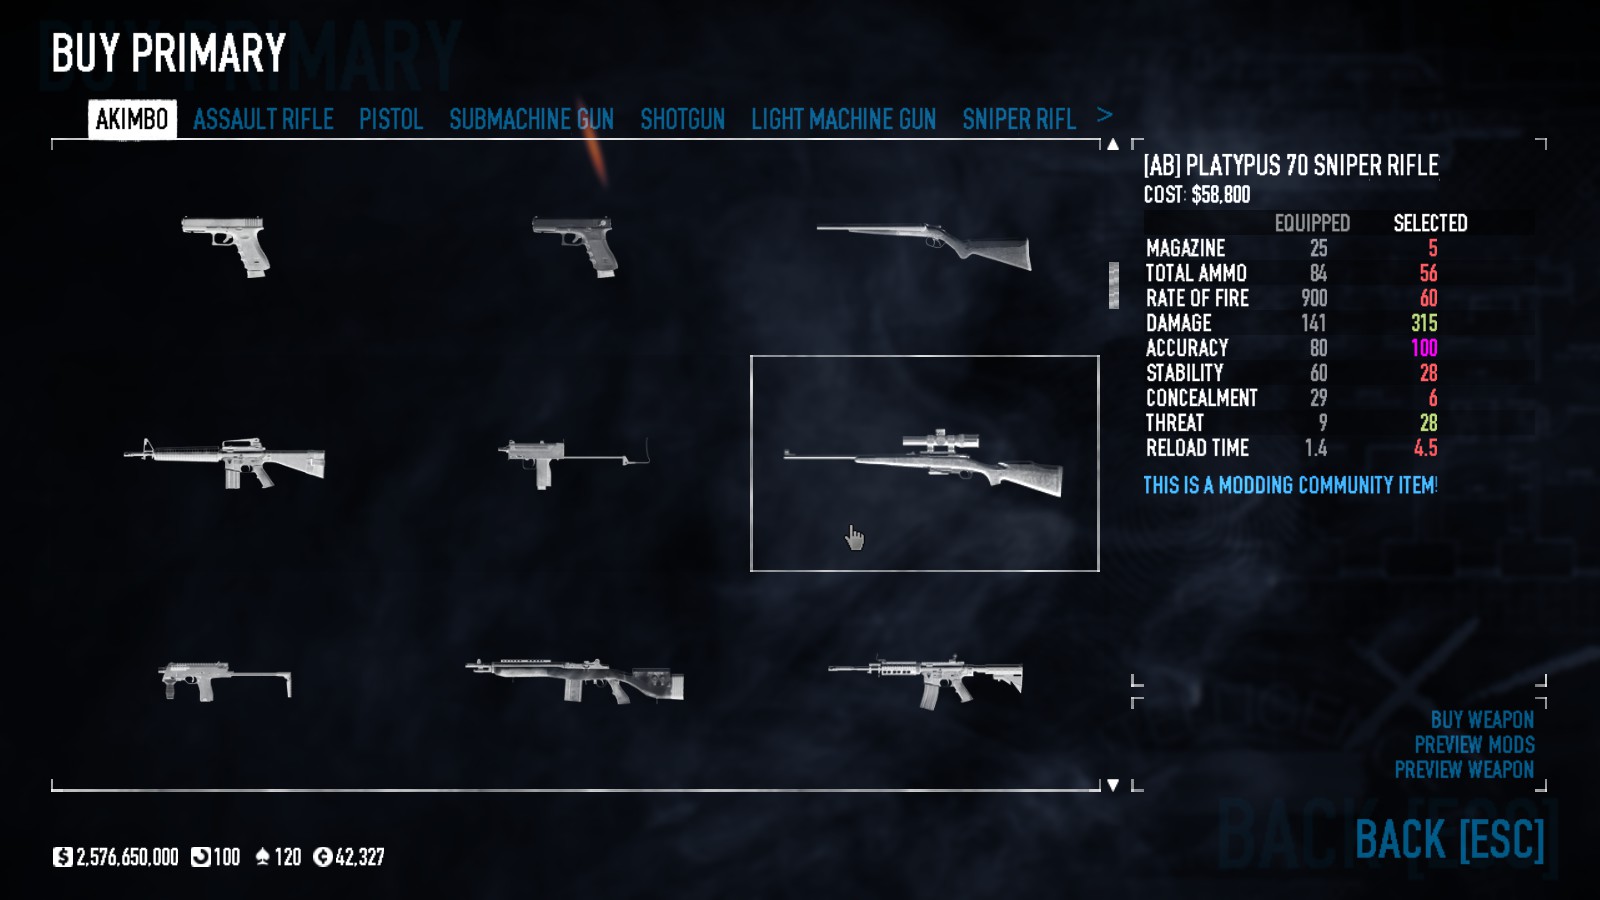 BUY PRIMARY
AKIMBO ASSAULT RIFLE PISTOL SUBMACHINE GUN SHOTGUN LIGHT MACHINE GUN SNIPER RIFL >
[AB] PLATYPUS 70 SNIPER RIFLE
COST: $58,800
EQUIPPED SELECTED
MAGAZINE 25 5
TOTAL AMMO 84 56
RATE OF FIRE 900 60
DAMAGE 141 315
ACCURACY 80 100
STABILITY 60 28
CONCEALMENT 29 6
THREAT 9 28
RELOAD TIME 1.4 4.5
THIS IS A MODDING COMMUNITY ITEM!
BUY WEAPON
PREVIEW MODS
PREVIEW WEAPON
BACK [ESC]
$ 2,576,650,000 100 120 42,327